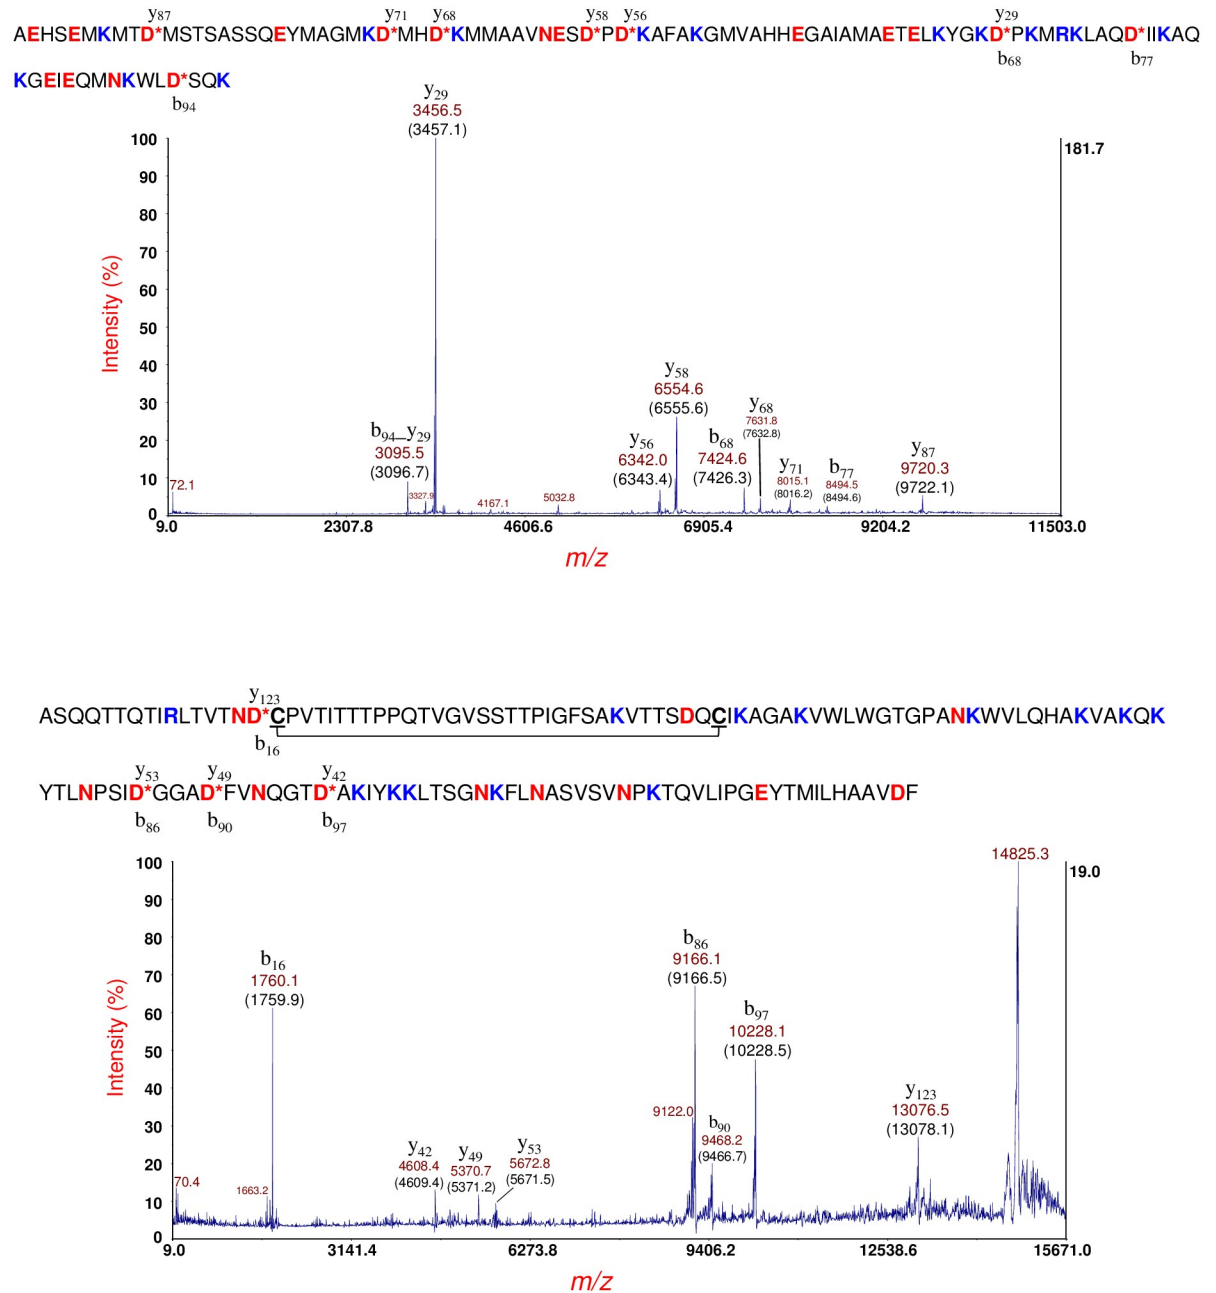 y87 y71 y68 y58 y56 y29
AEHSEMKMTD*MSTSASSQEYMAGMKD*MHD*KMMAAVNESD*PD*KAFAKGMVAHHEGAIAMAETELKYGKD*PKMRKLAQD*IIKAQ
b68 b77
KGEIEQMNKWLD*SQK
b94
y29
3456.5
(3457.1)
100
181.7
90
80
70
60
50
40
30
20
10
0
Intensity (%)
72.1
b94_y29
3095.5
(3096.7)
3327.9
4167.1
5032.8
y56
6342.0
(6343.4)
y58
6554.6
(6555.6)
b68
7424.6
(7426.3)
y68
7631.8
(7632.8)
y71
8015.1
(8016.2)
b77
8494.5
(8494.6)
y87
9720.3
(9722.1)
9.0 2307.8 4606.6 6905.4 9204.2 11503.0
m/z
y123
ASQQTTQTIRLTVTND*CPVTITTTPPQTVGVSSTTPIGFSAKVTTSDQCIKAGAKVWLWGTGPANKWVLQHAKVAKQK
b16
y53 y49 y42
YTLNPSID*GGAD*FVNQGTD*AKIYKKLTSGNKFLNASVSVNPKTQVLIPGEYTMILHAAVDF
b86 b90 b97
100
19.0
90
80
70
60
50
40
30
20
10
0
Intensity (%)
70.4
1663.2
b16
1760.1
(1759.9)
y42
4608.4
(4609.4)
y49
5370.7
(5371.2)
y53
5672.8
(5671.5)
9122.0
b86
9166.1
(9166.5)
b90
9468.2
(9466.7)
b97
10228.1
(10228.5)
y123
13076.5
(13078.1)
14825.3
9.0 3141.4 6273.8 9406.2 12538.6 15671.0
m/z